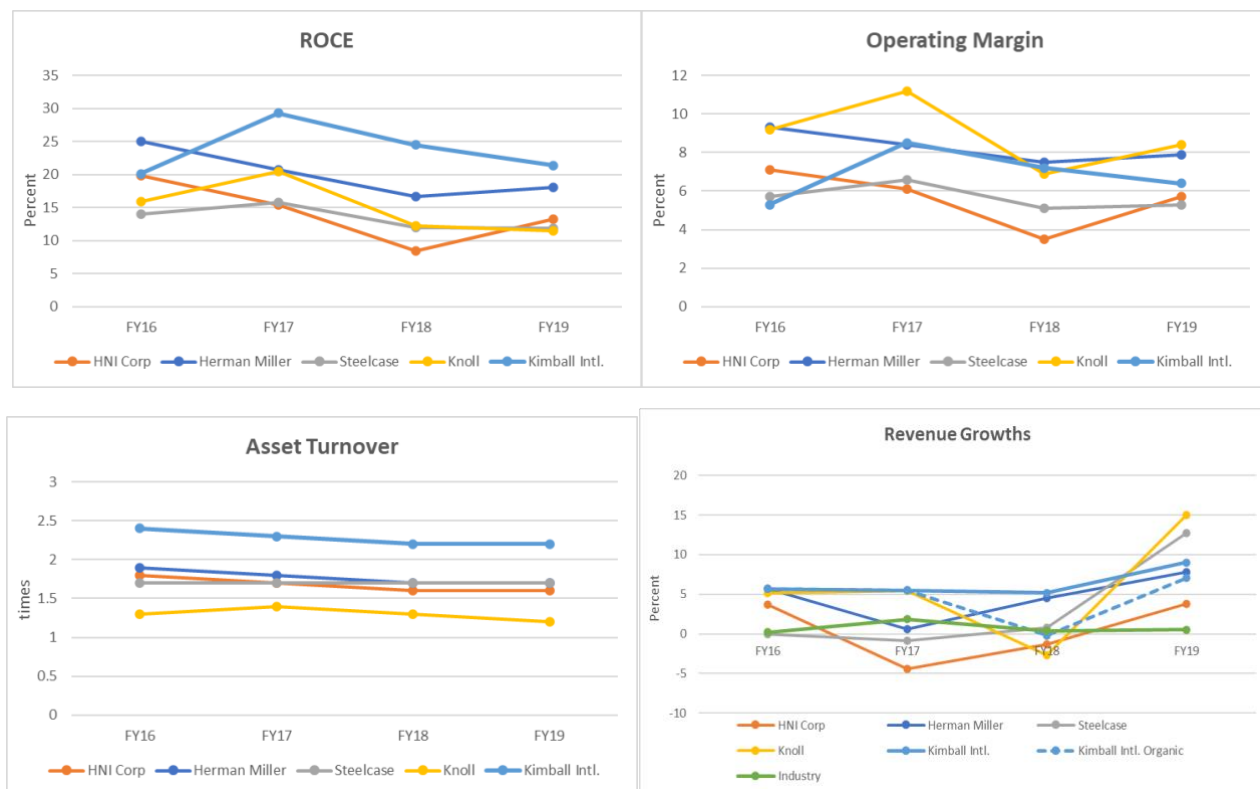 ROCE
35
30
25
20
15
10
5
0
Percent
FY16 FY17 FY18 FY19
HNI Corp Herman Miller Steelcase Knoll Kimball Intl.
Operating Margin
12
10
8
6
4
2
0
Percent
FY16 FY17 FY18 FY19
HNI Corp Herman Miller Steelcase Knoll Kimball Intl.
Asset Turnover
3
2.5
2
1.5
1
0.5
0
times
FY16 FY17 FY18 FY19
HNI Corp Herman Miller Steelcase Knoll Kimball Intl.
Revenue Growths
20
15
10
5
0
-5
-10
Percent
FY16 FY17 FY18 FY19
HNI Corp Herman Miller Steelcase
Knoll Kimball Intl. Kimball Intl. Organic
Industry